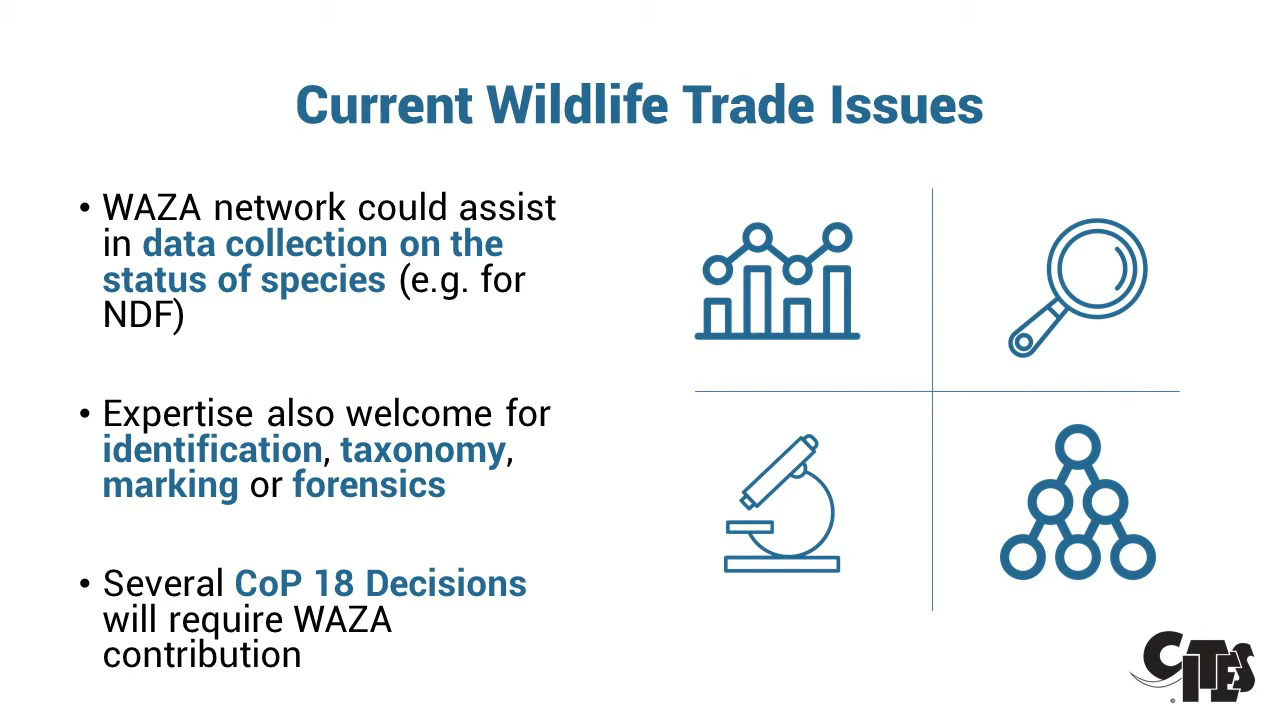 Current Wildlife Trade Issues
• WAZA network could assist
in data collection on the
status of species (e.g. for
NDF)
• Expertise also welcome for
identification, taxonomy,
marking or forensics
• Several CoP 18 Decisions
will require WAZA
contribution
CITES
©